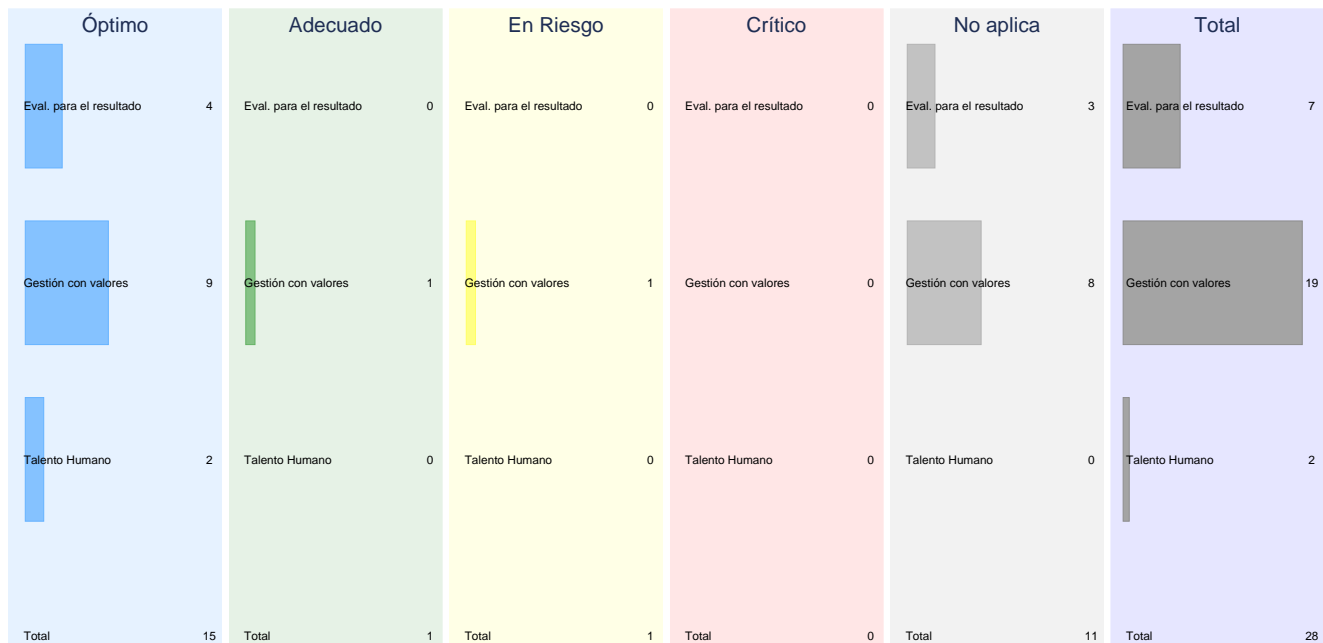 Óptimo Adecuado En Riesgo Crítico No aplica Total
Eval. para el resultado 4 Eval. para el resultado 0 Eval. para el resultado 0 Eval. para el resultado 0 Eval. para el resultado 3 Eval. para el resultado 7
Gestión con valores 9 Gestión con valores 1 Gestión con valores 1 Gestión con valores 0 Gestión con valores 8 Gestión con valores 19
Talento Humano 2 Talento Humano 0 Talento Humano 0 Talento Humano 0 Talento Humano 0 Talento Humano 2
Total 15 Total 1 Total 1 Total 0 Total 11 Total 28